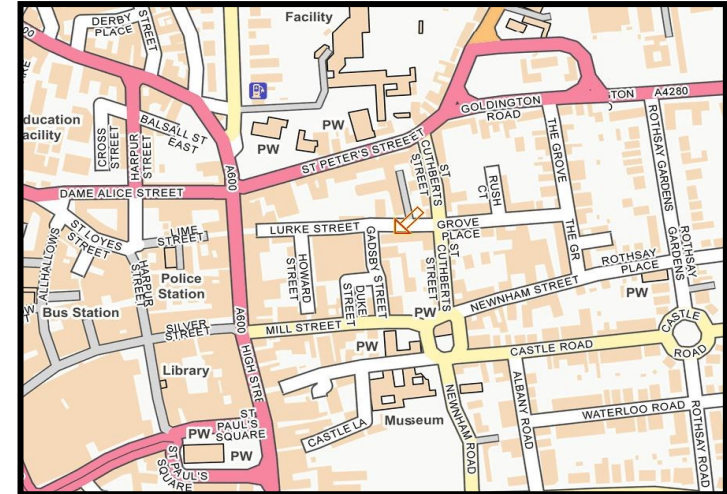 DERBY
PLACE
STREET
Facility
ducation
acility
BALSALL ST
EAST
CROSS
STREET
HARPUR
STREET
PW
PW
ST PETER'S STREEET
GOLDINGTON
ROAD
TON
A4280
A600
DAME ALICE STREET
ST CUTHBERTS
STREET
RUSH
CT
THE GROVE
ROTHSAY GARDENS
ST LOYES
STREET
LIME
STREET
LURKE STREET
GROVE
PLACE
THE GR
ALLHALLOWS
HARPUR
STREET
Police
Station
HOWARD
STREET
GADSBY STREET
DUKE
STREET
ST CUTHBERTS
STREET
ROTHSAY
PLACE
ROTHSAY
GARDENS
NEWNHAM STREET
PW
Bus Station
SILVER
STREET
A600
MILL STREET
PW
CASTLE
ROAD
Library
HIGH STRE
PW
CASTLE ROAD
Museum
CASTLE LA
NEWNHAM ROAD
ALBANY ROAD
WATERLOO ROAD
ROTHSAY ROAD
ST
PAUL'S
SQUARE
PW
PW
ST PAUL'S
SQUARE